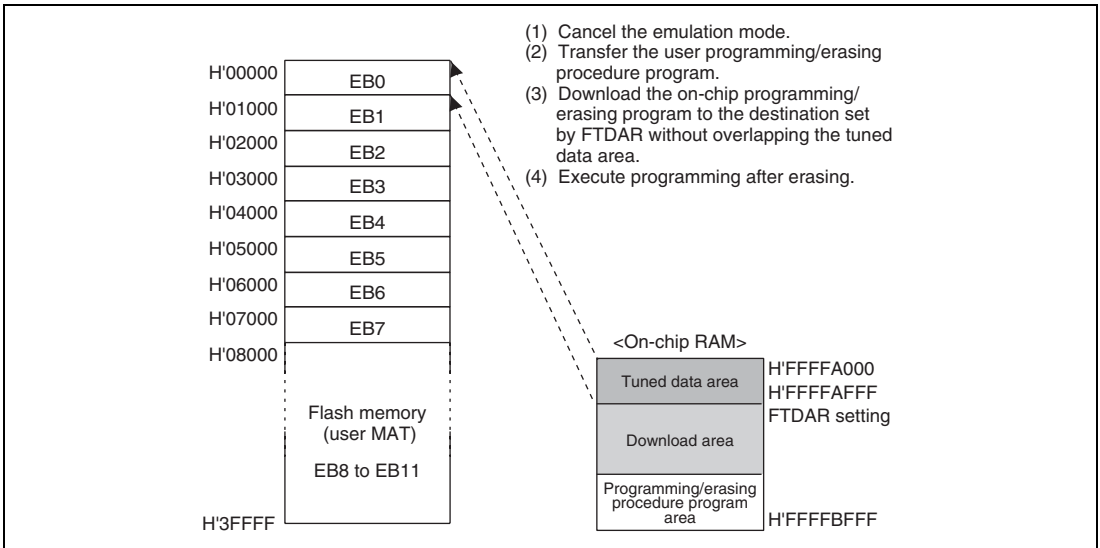 (1) Cancel the emulation mode.
(2) Transfer the user programming/erasing
procedure program.
(3) Download the on-chip programming/
erasing program to the destination set
by FTDAR without overlapping the tuned
data area.
(4) Execute programming after erasing.
H'00000
EB0
H'01000
EB1
H'02000
EB2
H'03000
EB3
H'04000
EB4
H'05000
EB5
H'06000
EB6
H'07000
EB7
H'08000
Flash memory
(user MAT)
EB8 to EB11
H'3FFFF
<On-chip RAM>
Tuned data area
H'FFFFA000
H'FFFFAFFF
FTDAR setting
Download area
Programming/erasing
procedure program
area
H'FFFFBFFF